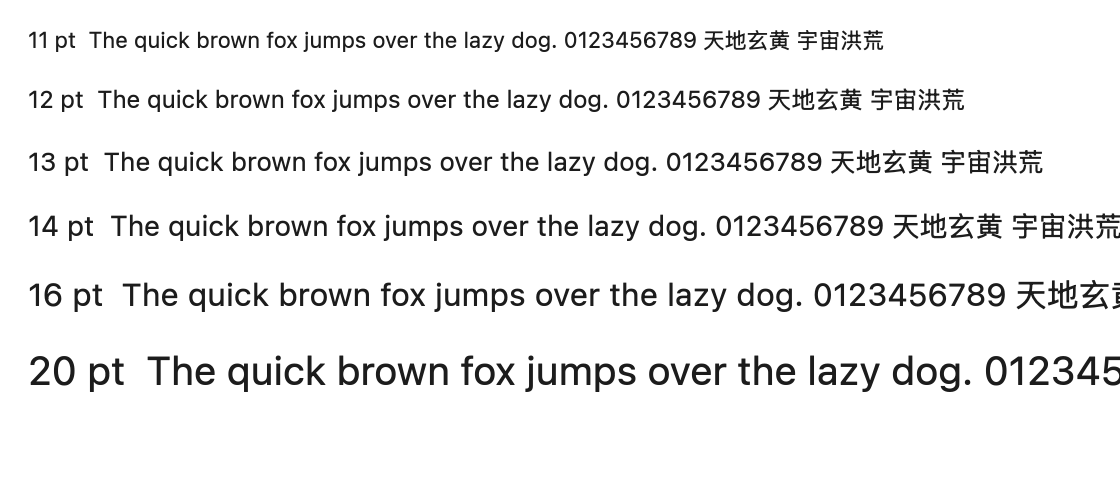 11 pt The quick brown fox jumps over the lazy dog. 0123456789 天地玄黄 宇宙洪荒
12 pt The quick brown fox jumps over the lazy dog. 0123456789 天地玄黄 宇宙洪荒
13 pt The quick brown fox jumps over the lazy dog. 0123456789 天地玄黄 宇宙洪荒
14 pt The quick brown fox jumps over the lazy dog. 0123456789 天地玄黄 宇宙洪荒
16 pt The quick brown fox jumps over the lazy dog. 0123456789 天地玄
20 pt The quick brown fox jumps over the lazy dog. 012345